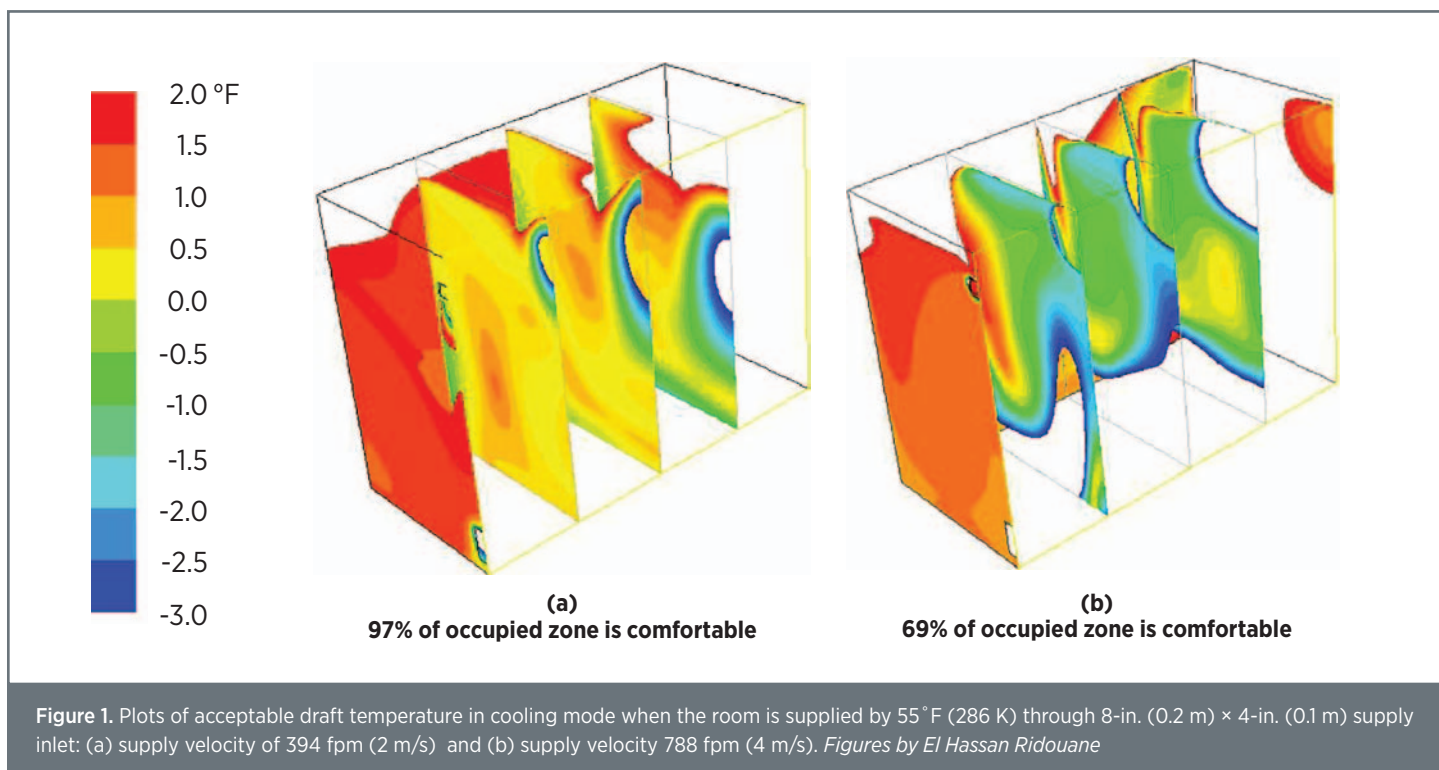 2.0 °F
1.5
1.0
0.5
0.0
-0.5
-1.0
-1.5
-2.0
-2.5
-3.0
(a)
97% of occupied zone is comfortable
(b)
69% of occupied zone is comfortable
Figure 1. Plots of acceptable draft temperature in cooling mode when the room is supplied by 55°F (286 K) through 8-in. (0.2 m) × 4-in. (0.1 m) supply
inlet: (a) supply velocity of 394 fpm (2 m/s) and (b) supply velocity 788 fpm (4 m/s). Figures by El Hassan Ridouane